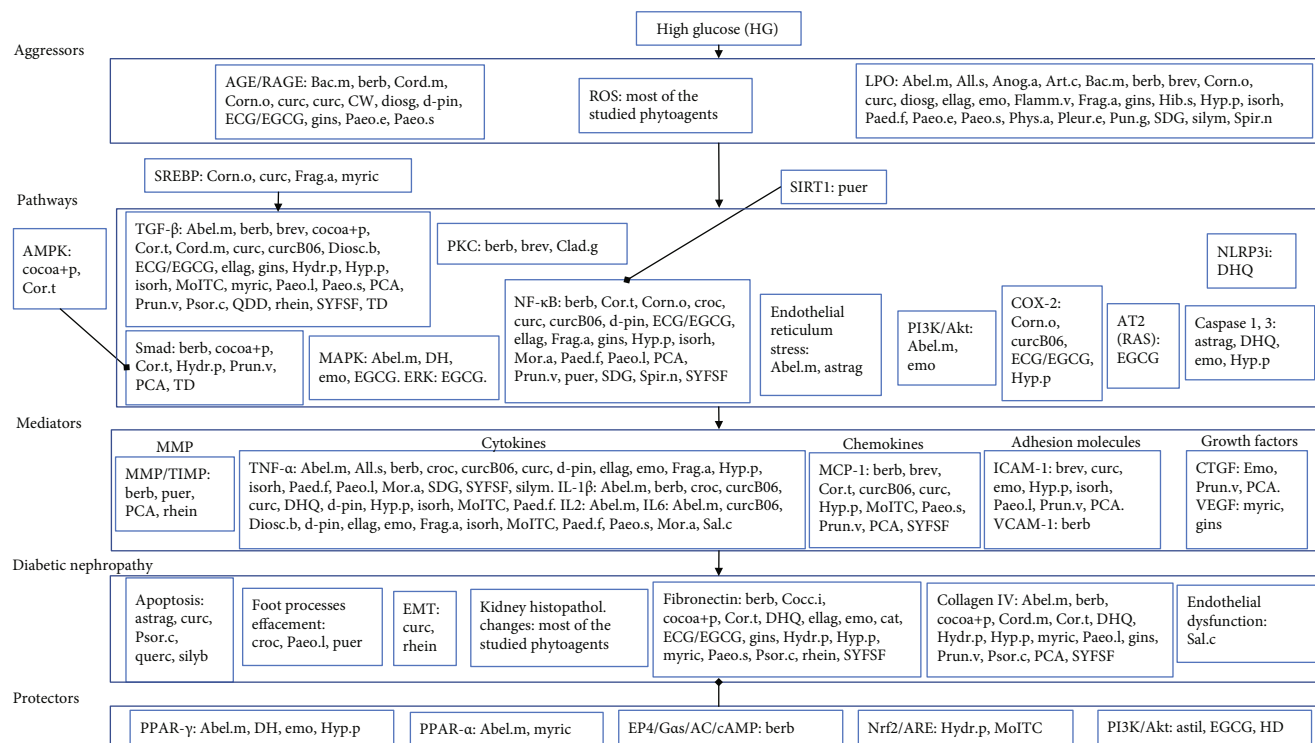 High glucose (HG)
Aggressors
AGE/RAGE: Bac.m, berb, Cord.m,
Corn.o, curc, curc, CW, diosg, d-pin,
ECG/EGCG, gins, Paeo.e, Paeo.s
ROS: most of the
studied phytoagents
LPO: Abel.m, All.s, Anog.a, Art.c, Bac.m, berb, brev, Corn.o,
curc, diosg, ellag, emo, Flamm.v, Frag.a, gins, Hib.s, Hyp.p, isorh,
Paed.f, Paeo.e, Paeo.s, Phys.a, Pleur.e, Pun.g, SDG, silym, Spir.n
SREBP: Corn.o, curc, Frag.a, myric
SIRT1: puer
Pathways
AMPK:
cocoa+p,
Cor.t
TGF-β: Abel.m, berb, brev, cocoa+p,
Cor.t, Cord.m, curc, curcB06, Diosc.b,
ECG/EGCG, ellag, gins, Hydr.p, Hyp.p,
isorh, MoITC, myric, Paeo.l, Paeo.s, PCA,
Prun.v, Psor.c, QDD, rhein, SYFSF, TD
PKC: berb, brev, Clad.g
NLRP3i:
DHQ
Smad: berb, cocoa+p,
Cor.t, Hydr.p, Prun.v,
PCA, TD
MAPK: Abel.m, DH,
emo, EGCG. ERK: EGCG.
NF-κB: berb, Cor.t, Corn.o, croc,
curc, curcB06, d-pin, ECG/EGCG,
ellag, Frag.a, gins, Hyp.p, isorh,
Mor.a, Paed.f, Paeo.l, PCA,
Prun.v, puer, SDG, Spir.n, SYFSF
Endothelial
reticulum
stress:
Abel.m, astrag
PI3K/Akt:
Abel.m,
emo
COX-2:
Corn.o,
curcB06,
ECG/EGCG,
Hyp.p
AT2
(RAS):
EGCG
Caspase 1, 3:
astrag, DHQ,
emo, Hyp.p
Mediators
MMP
MMP/TIMP:
berb, puer,
PCA, rhein
Cytokines
TNF-α: Abel.m, All.s, berb, croc, curcB06, curc, d-pin, ellag, emo, Frag.a, Hyp.p,
isorh, Paed.f, Paeo.l, Mor.a, SDG, SYFSF, silym. IL-1β: Abel.m, berb, croc, curcB06,
curc, DHQ, d-pin, Hyp.p, isorh, MoITC, Paed.f. IL2: Abel.m, IL6: Abel.m, curcB06,
Diosc.b, d-pin, ellag, emo, Frag.a, isorh, MoITC, Paed.f, Paeo.s, Mor.a, Sal.c
Chemokines
MCP-1: berb, brev,
Cor.t, curcB06, curc,
Hyp.p, MoITC, Paeo.s,
Prun.v, PCA, SYFSF
Adhesion molecules
ICAM-1: brev, curc,
emo, Hyp.p, isorh,
Paeo.l, Prun.v, PCA.
VCAM-1: berb
Growth factors
CTGF: Emo,
Prun.v, PCA.
VEGF: myric,
gins
Diabetic nephropathy
Apoptosis:
astrag, curc,
Psor.c,
querc, silyb
Foot processes
effacement:
croc, Paeo.l, puer
EMT:
curc,
rhein
Kidney histopathol.
changes: most of the
studied phytoagents
Fibronectin: berb, Cocc.i,
cocoa+p, Cor.t, DHQ, ellag, emo, cat,
ECG/EGCG, gins, Hydr.p, Hyp.p,
myric, Paeo.s, Psor.c, rhein, SYFSF
Collagen IV: Abel.m, berb,
cocoa+p, Cord.m, Cor.t, DHQ,
Hydr.p, Hyp.p, myric, Paeo.l, gins,
Prun.v, Psor.c, PCA, SYFSF
Endothelial
dysfunction:
Sal.c
Protectors
PPAR-γ: Abel.m, DH, emo, Hyp.p
PPAR-α: Abel.m, myric
EP4/Gαs/AC/cAMP: berb
Nrf2/ARE: Hydr.p, MoITC
PI3K/Akt: astil, EGCG, HD